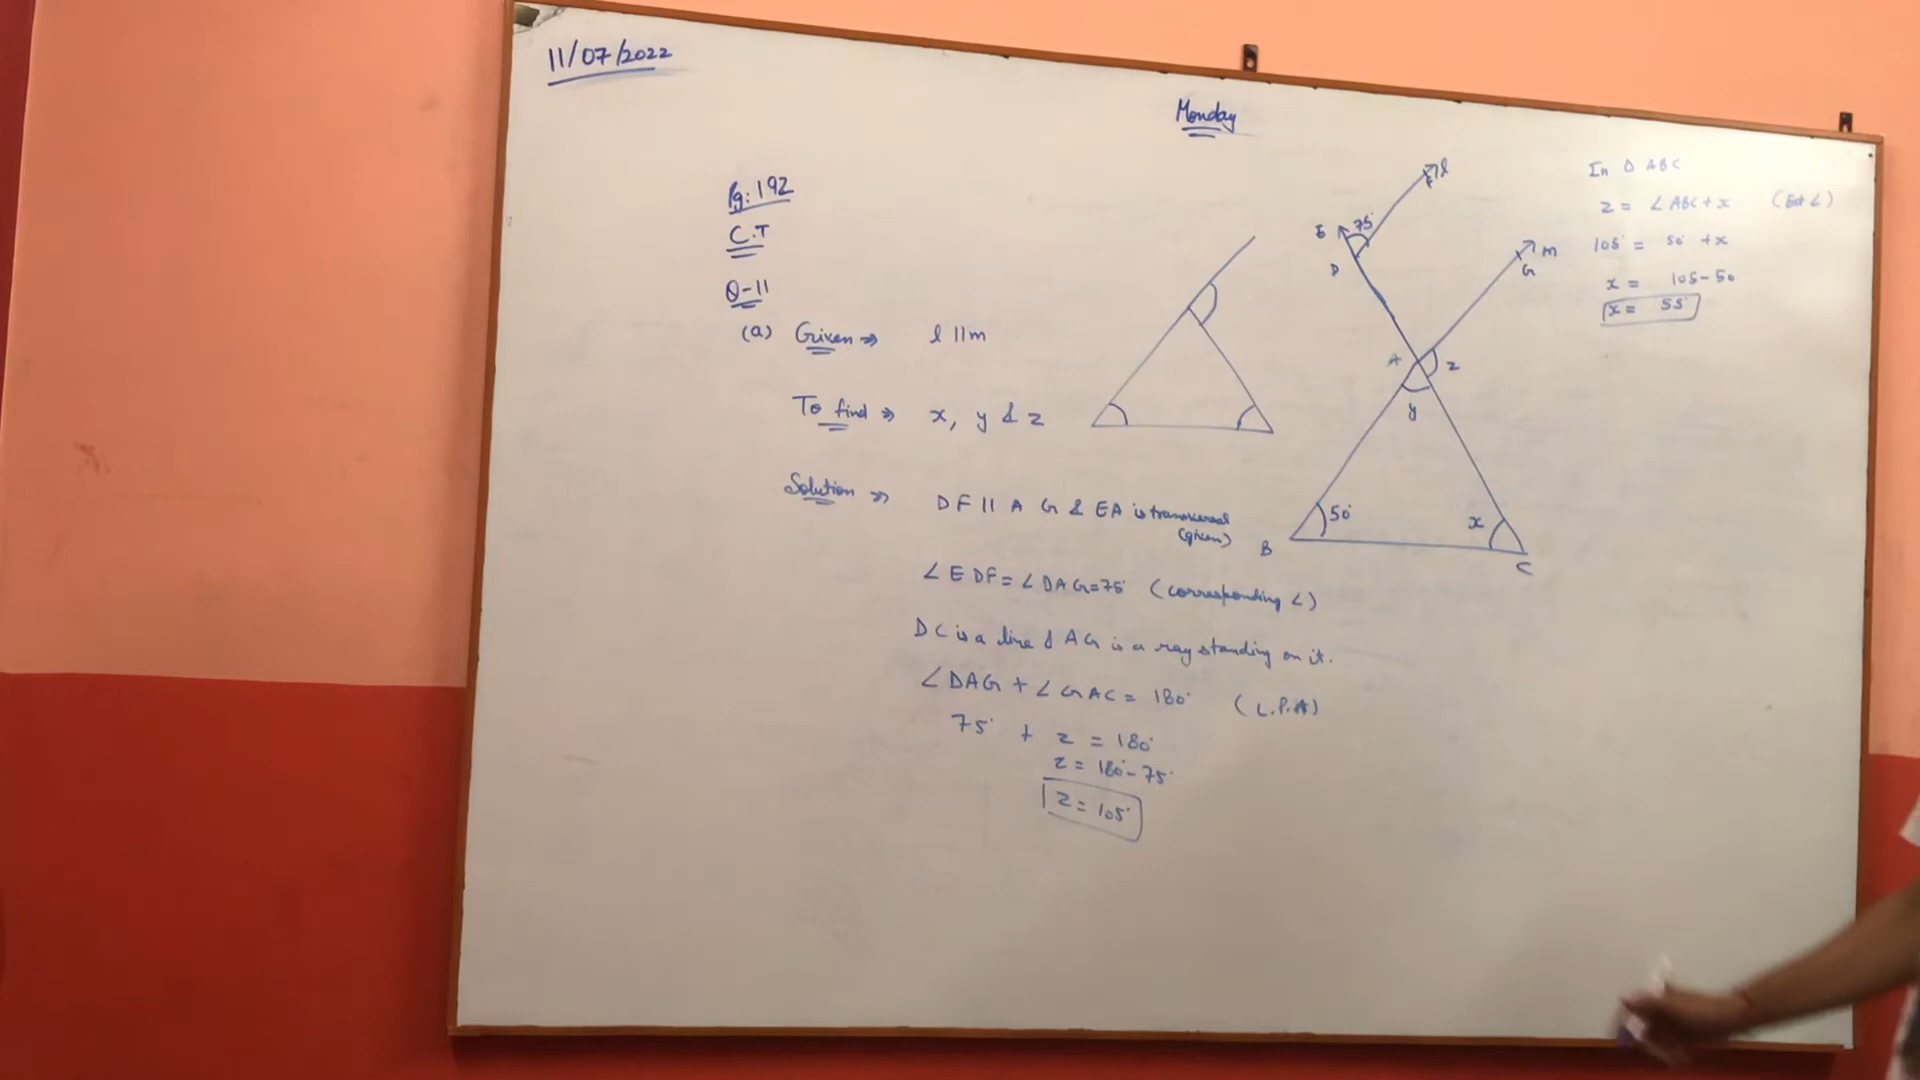 11/07/2022
Monday
Pg: 192
C.T
Q-11
(a) Given ⇒ l || m
To find ⇒ x, y & z
Solution ⇒ DF || AG & EA is transversal
(given)
∠EDF = ∠DAG = 75° (corresponding ∠)
DC is a line & AG is a ray standing on it.
∠DAG + ∠GAC = 180° (L.P.A)
75° + z = 180°
z = 180° - 75°
z = 105°
l
F
E
75°
D
m
G
A
z
y
50°
x
B
C
In Δ ABC
z = ∠ABC + x (Ext ∠)
105° = 50° + x
x = 105 - 50
x = 55°